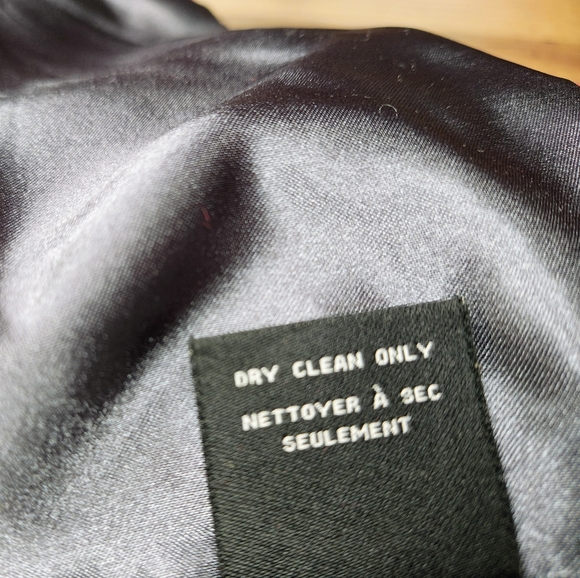 DRY CLEAN ONLY
NETTOYER À SEC
SEULEMENT